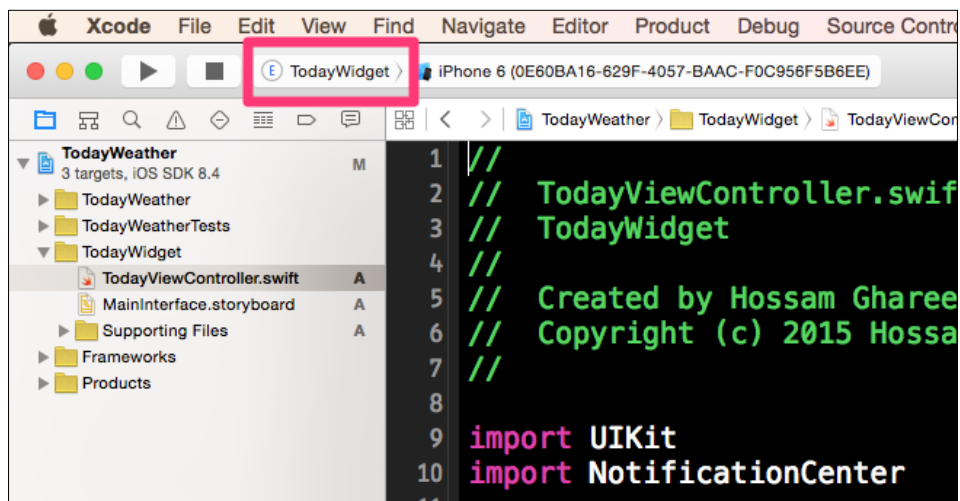 Xcode File Edit View Find Navigate Editor Product Debug Source
E TodayWidget iPhone 6 (0E60BA16-629F-4057-BAAC-F0C956F5B6EE)
TodayWeather TodayWidget
TodayWeather M
3 targets, iOS SDK 8.4
TodayWeather
TodayWeatherTests
TodayWidget
TodayViewController.swift A
MainInterface.storyboard A
Supporting Files A
Frameworks
Products
1 //
2 // TodayViewController.swif
3 // TodayWidget
4 //
5 // Created by Hossam Gharee
6 // Copyright (c) 2015 Hossa
7 //
8
9 import UIKit
10 import NotificationCenter